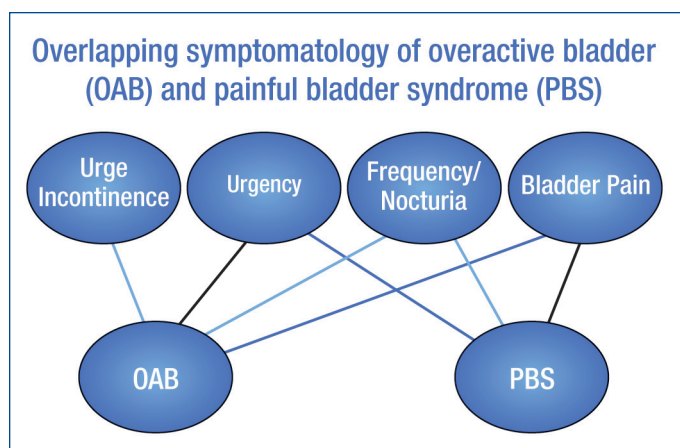 Overlapping symptomatology of overactive bladder
(OAB) and painful bladder syndrome (PBS)
Urge
Incontinence
Urgency
Frequency/
Nocturia
Bladder Pain
OAB
PBS